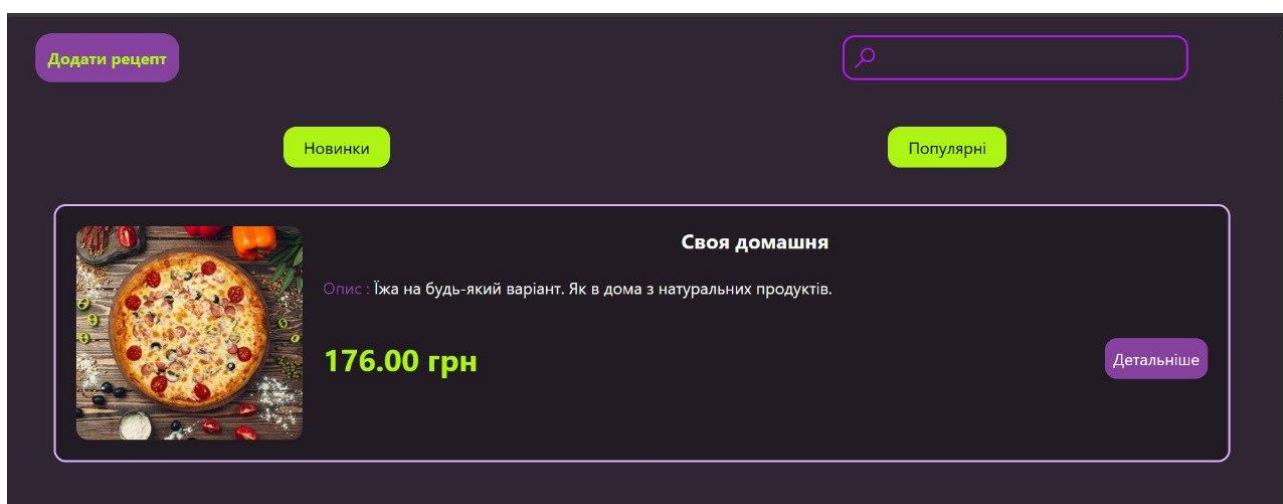 Додати рецепт
Новинки
Популярні
Своя домашня
Опис : Їжа на будь-який варіант. Як в дома з натуральних продуктів.
176.00 грн
Детальніше